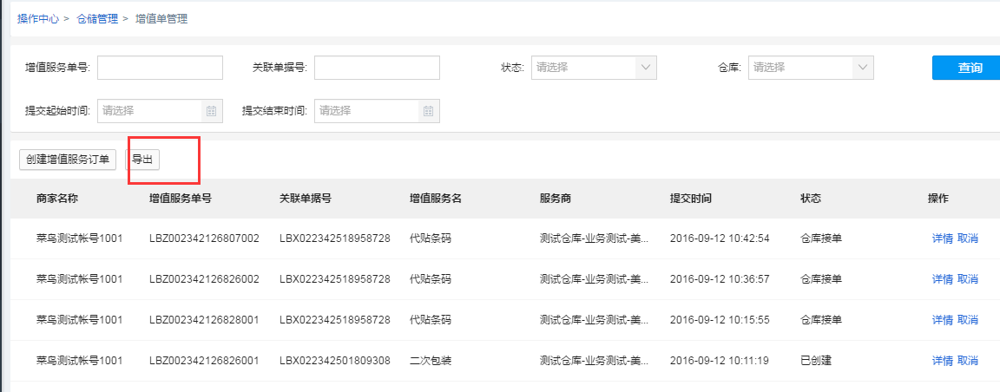 操作中心 > 仓储管理 > 增值单管理
增值服务单号: 关联单据号: 状态: 请选择 仓库: 请选择 查询
提交起始时间: 请选择 提交结束时间: 请选择
创建增值服务订单 导出
商家名称 增值服务单号 关联单据号 增值服务名 服务商 提交时间 状态 操作
菜鸟测试帐号1001 LBZ002342126807002 LBX022342518958728 代贴条码 测试仓库-业务测试-美... 2016-09-12 10:42:54 仓库接单 详情 取消
菜鸟测试帐号1001 LBZ002342126826002 LBX022342518958728 代贴条码 测试仓库-业务测试-美... 2016-09-12 10:36:57 仓库接单 详情 取消
菜鸟测试帐号1001 LBZ002342126828001 LBX022342518958728 代贴条码 测试仓库-业务测试-美... 2016-09-12 10:15:55 仓库接单 详情 取消
菜鸟测试帐号1001 LBZ002342126826001 LBX022342501809308 二次包装 测试仓库-业务测试-美... 2016-09-12 10:11:19 已创建 详情 取消